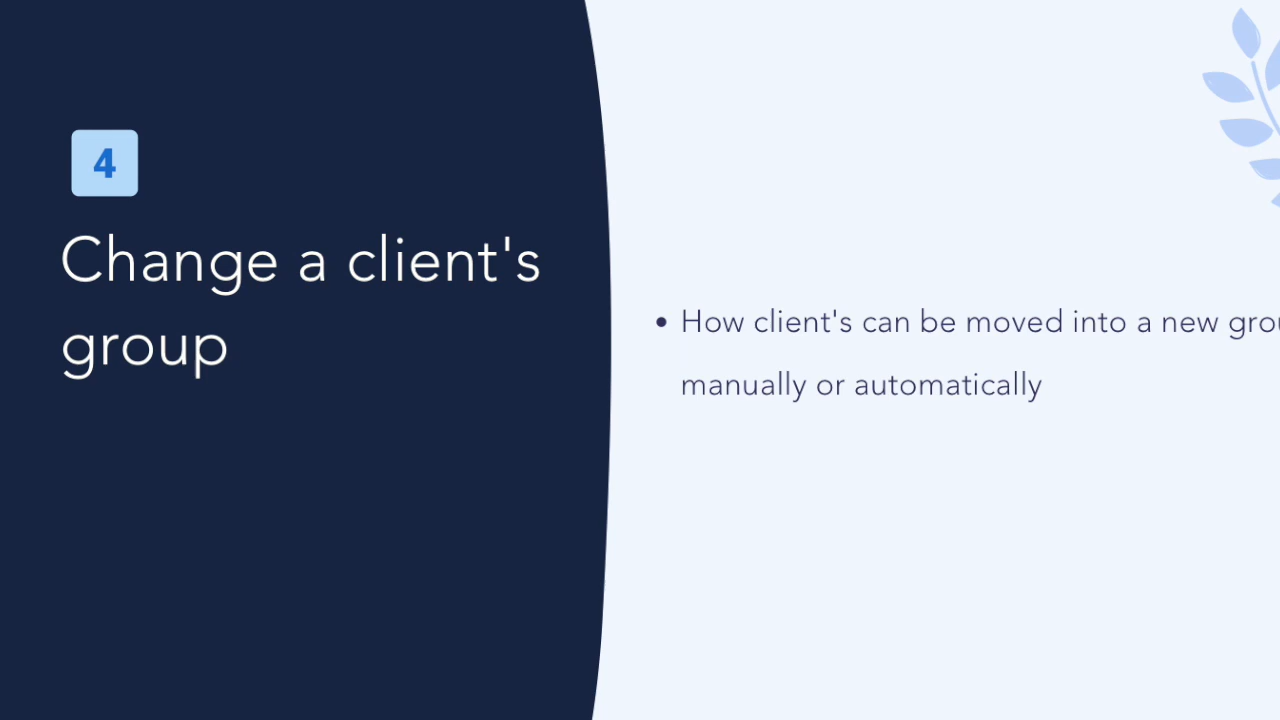 4
Change a client's
group
• How client's can be moved into a new grou
manually or automatically